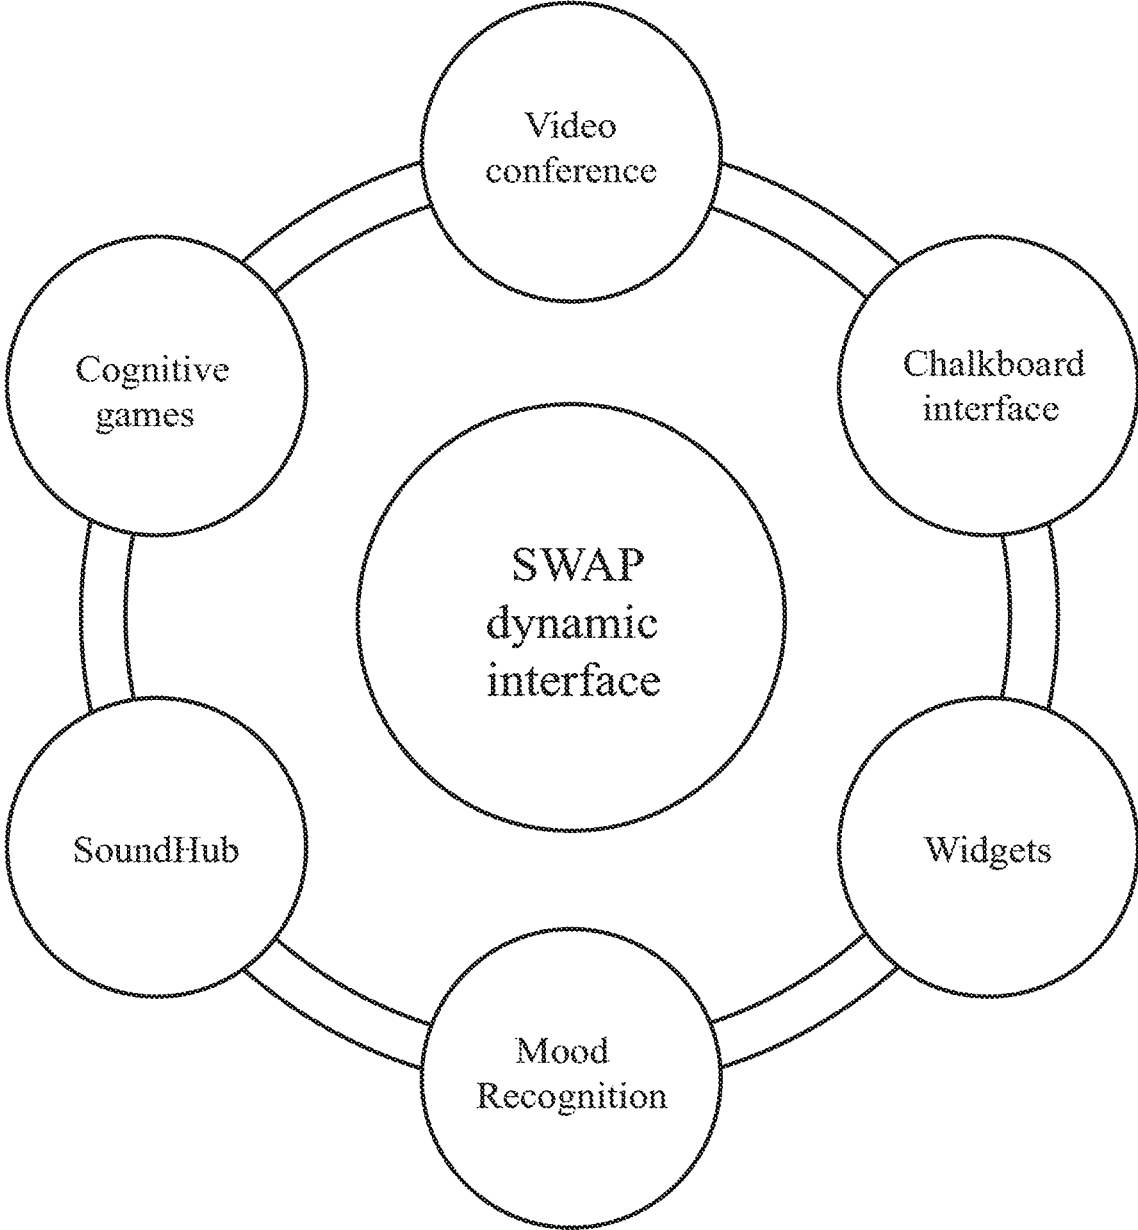 Video
conference
Cognitive
games
Chalkboard
interface
SWAP
dynamic
interface
SoundHub
Widgets
Mood
Recognition